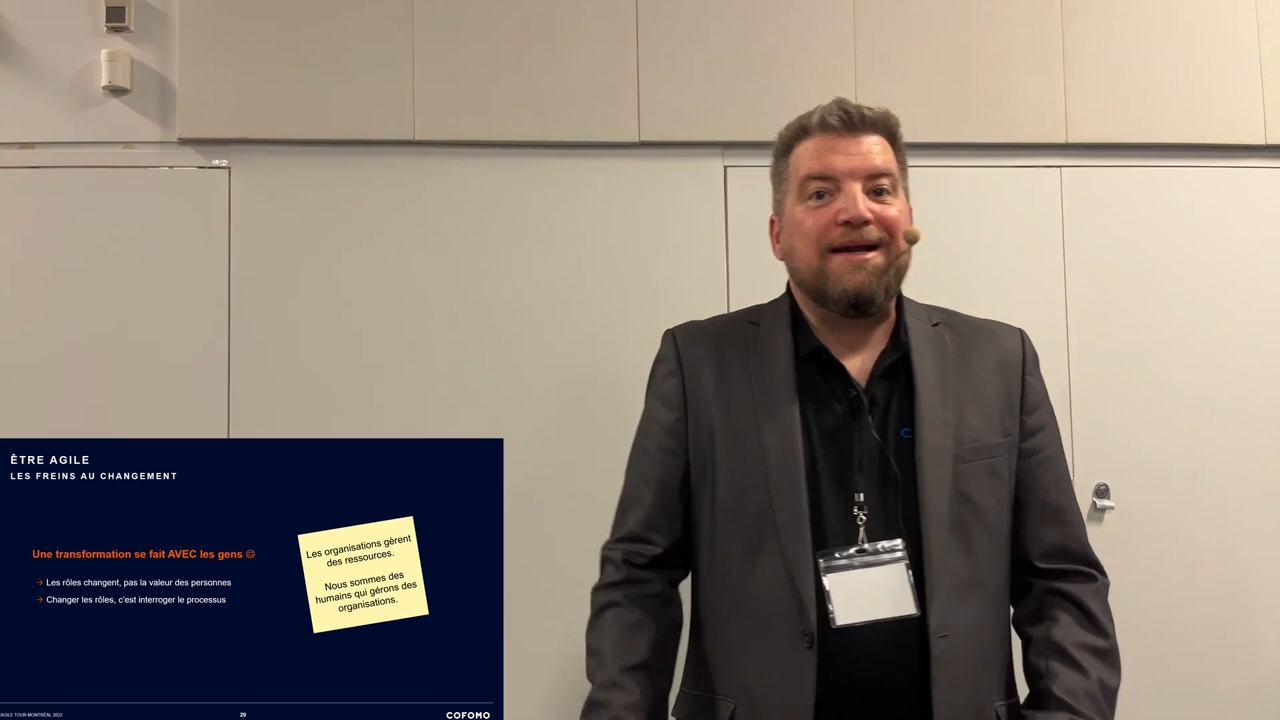 ÊTRE AGILE
LES FREINS AU CHANGEMENT
Une transformation se fait AVEC les gens ☺
→ Les rôles changent, pas la valeur des personnes
→ Changer les rôles, c'est interroger le processus
Les organisations gèrent
des ressources.
Nous sommes des
humains qui gérons des
organisations.
AGILE TOUR MONTRÉAL 2022
29
COFOMO